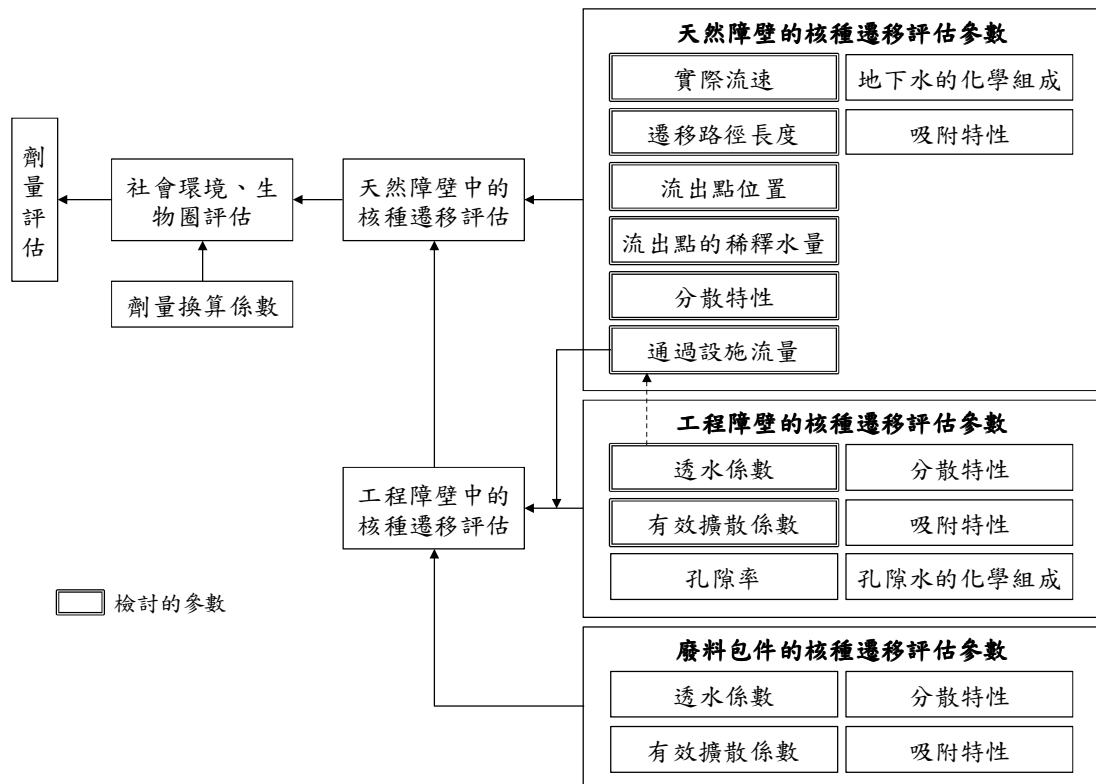 天然障壁的核種遷移評估參數
實際流速
地下水的化學組成
遷移路徑長度
吸附特性
流出點位置
流出點的稀釋水量
分散特性
通過設施流量
劑量評估
社會環境、生
物圈評估
天然障壁中的
核種遷移評估
劑量換算係數
工程障壁的核種遷移評估參數
透水係數
分散特性
有效擴散係數
吸附特性
孔隙率
孔隙水的化學組成
工程障壁中的
核種遷移評估
檢討的參數
廢料包件的核種遷移評估參數
透水係數
分散特性
有效擴散係數
吸附特性